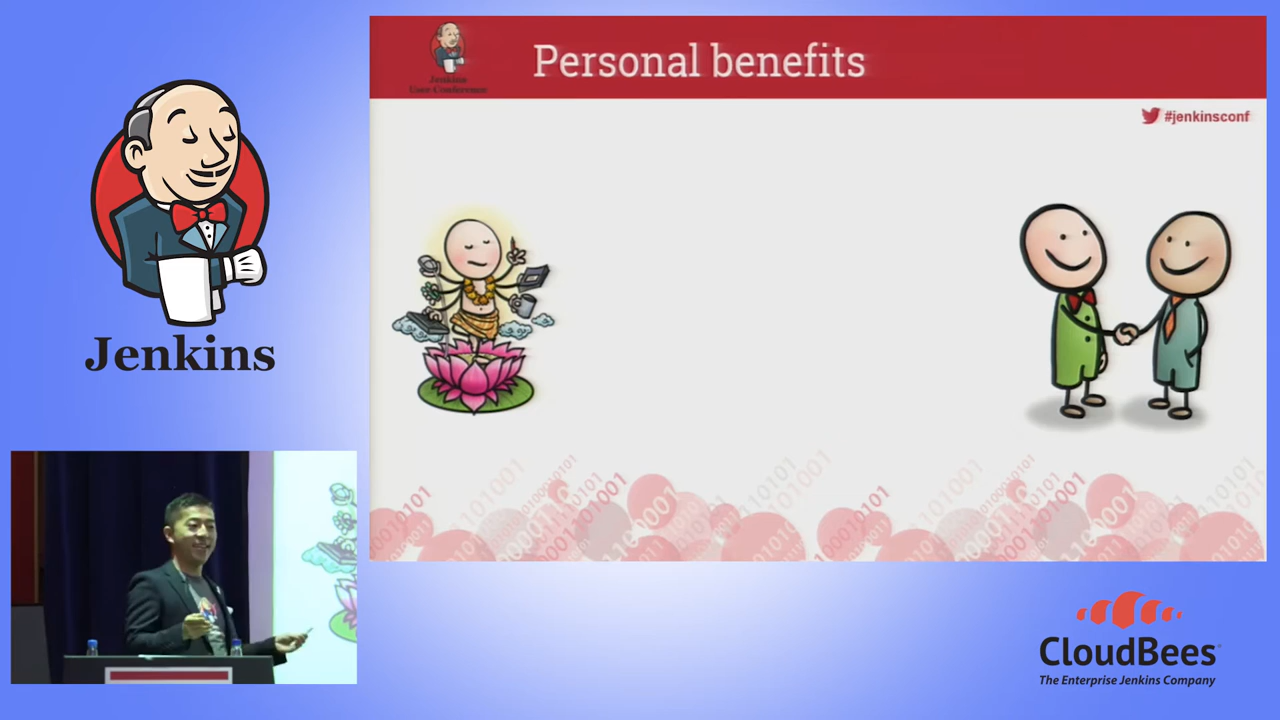 Personal benefits
Jenkins
User Conference
#jenkinsconf
Jenkins
CloudBees
The Enterprise Jenkins Company